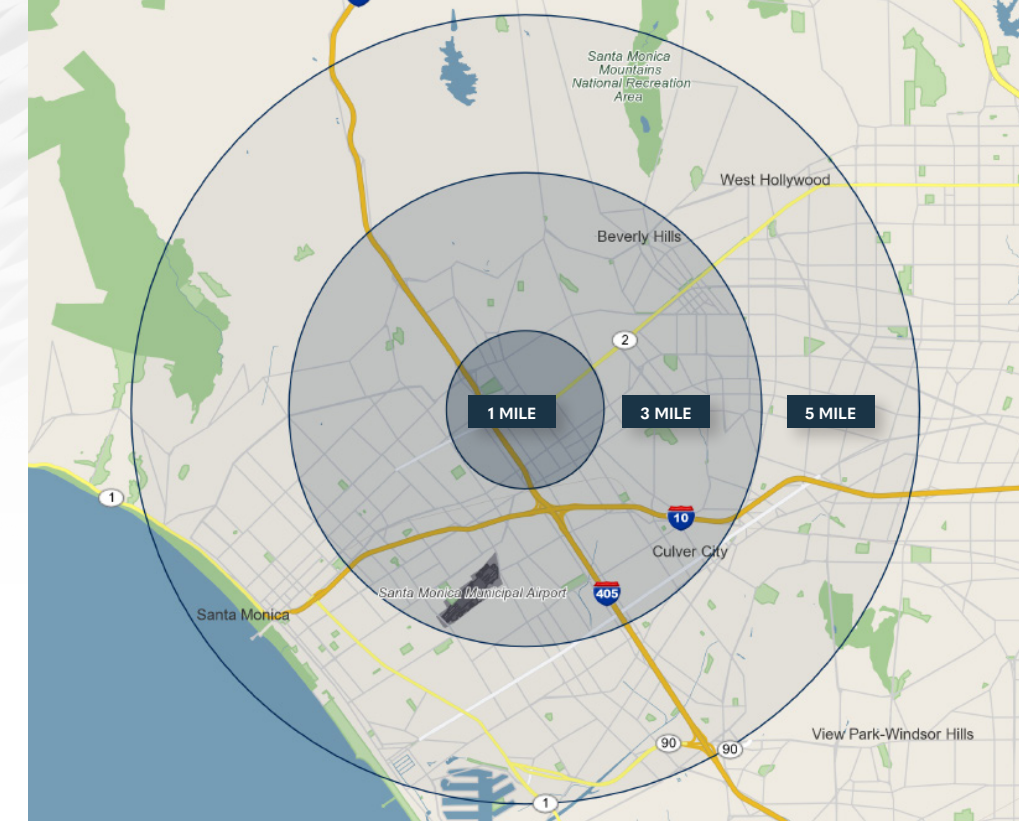 Santa Monica
Mountains
National Recreation
Area
West Hollywood
Beverly Hills
2
1 MILE
3 MILE
5 MILE
1
10
Culver City
Santa Monica Municipal Airport
405
Santa Monica
View Park-Windsor Hills
90
90
1